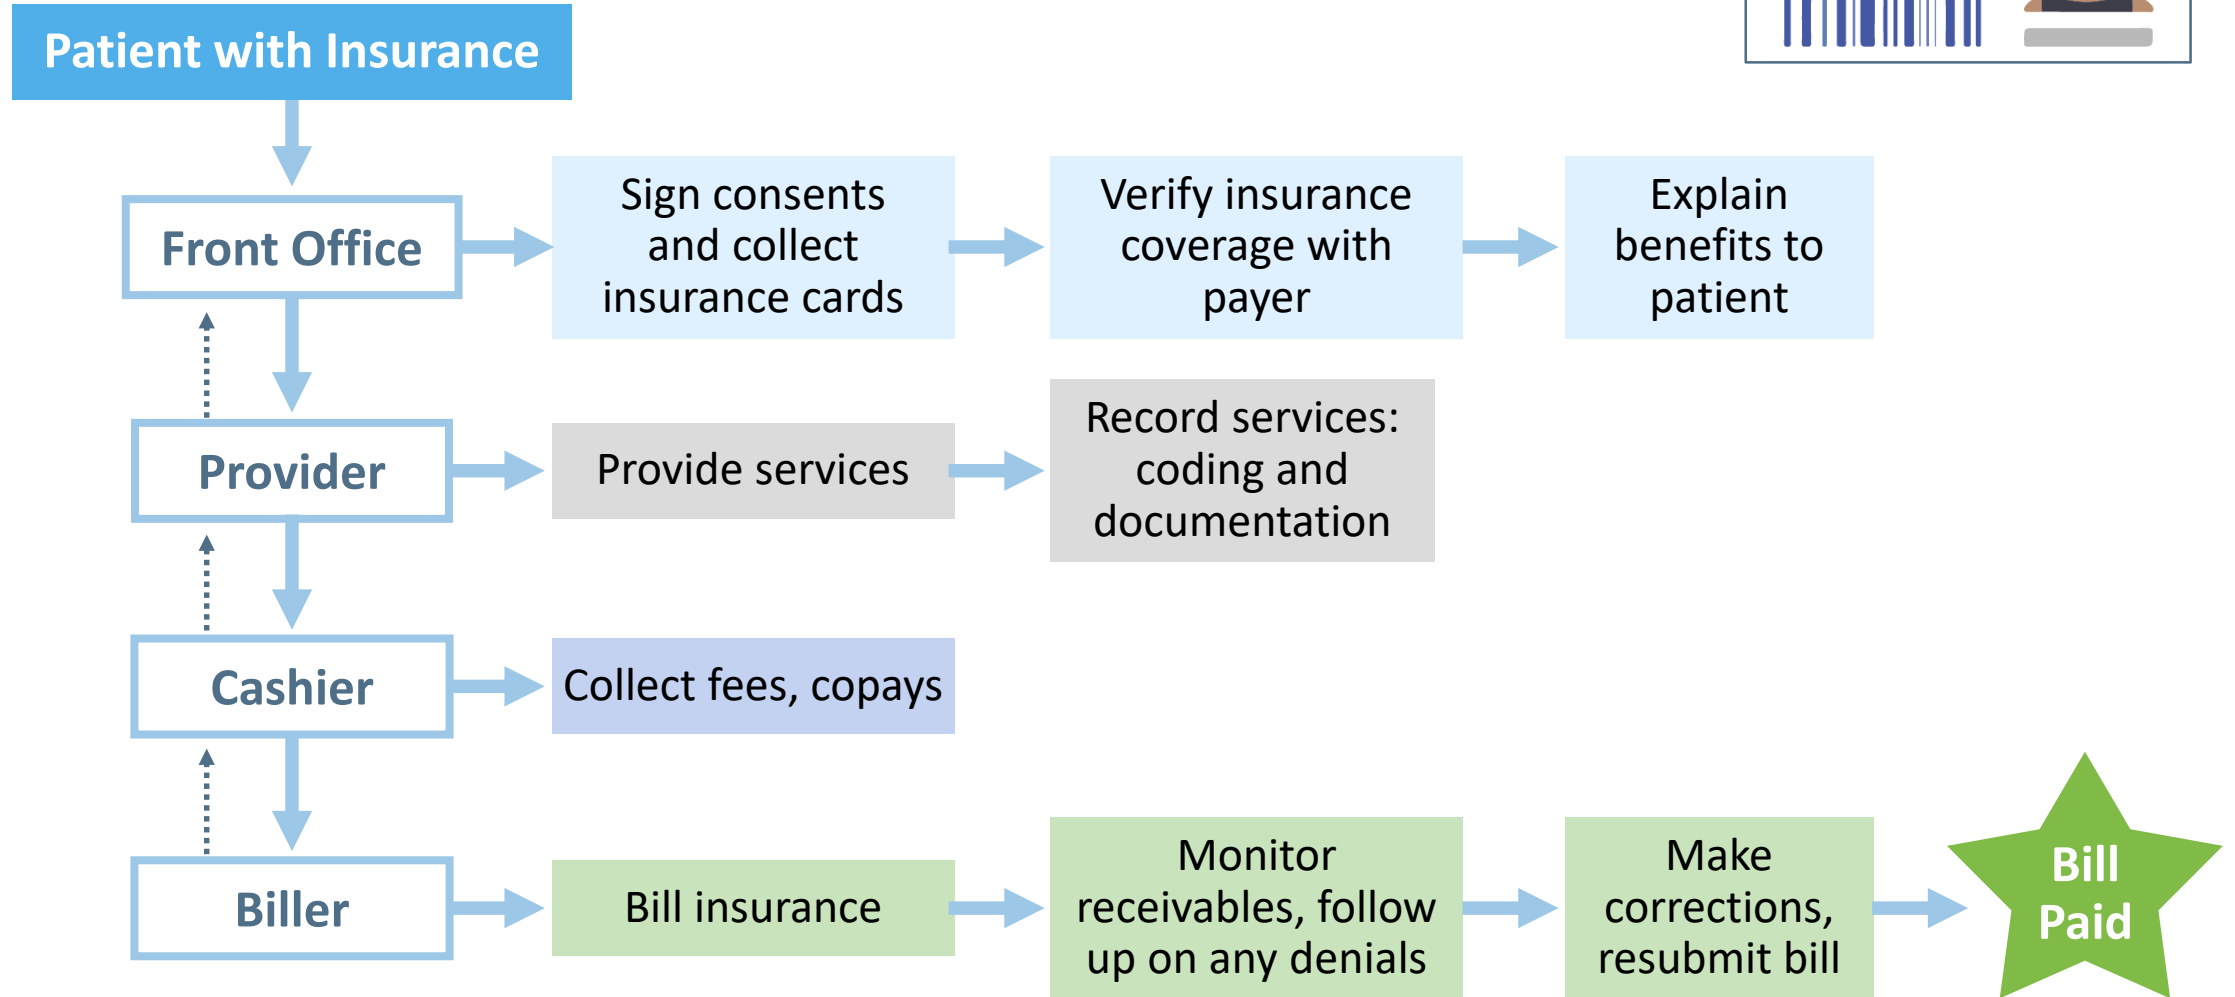 Patient with Insurance
Front Office
Sign consents
and collect
insurance cards
Verify insurance
coverage with
payer
Explain
benefits to
patient
Provider
Provide services
Record services:
coding and
documentation
Cashier
Collect fees, copays
Biller
Bill insurance
Monitor
receivables, follow
up on any denials
Make
corrections,
resubmit bill
Bill
Paid